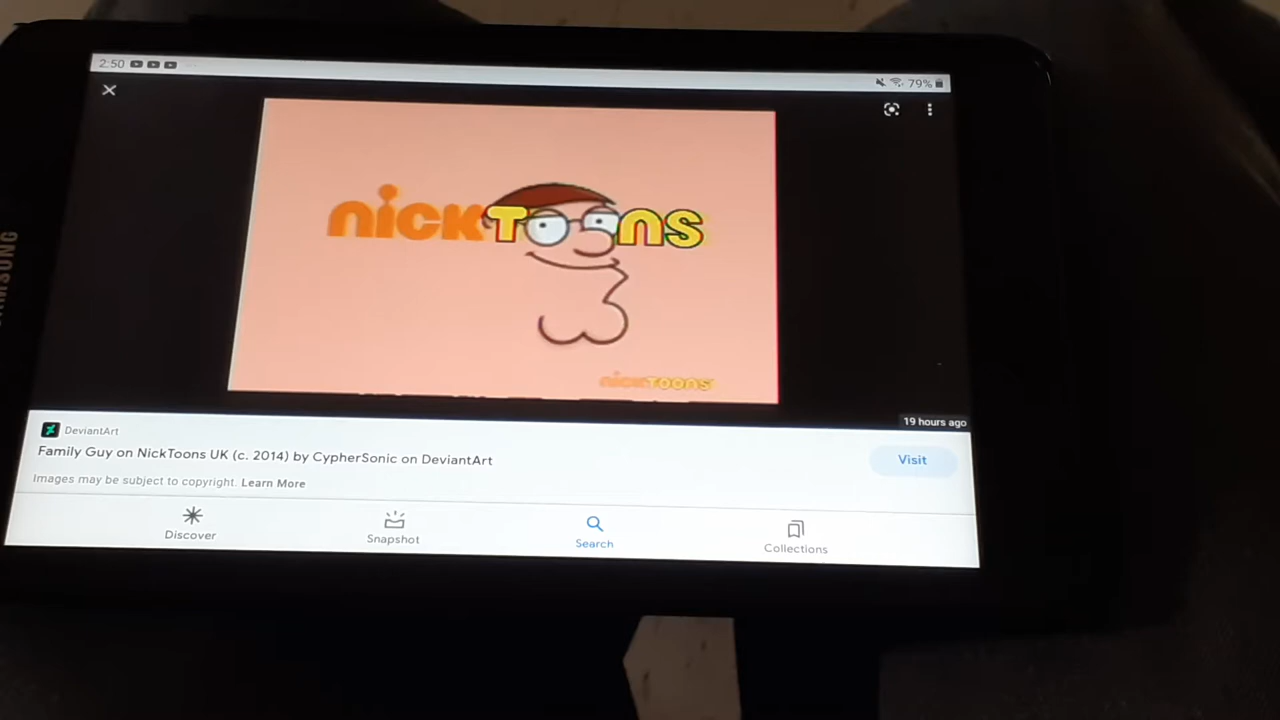 2:50
79%
nickToons
nickToons
19 hours ago
DeviantArt
Family Guy on NickToons UK (c. 2014) by CypherSonic on DeviantArt
Visit
Images may be subject to copyright. Learn More
Discover
Snapshot
Search
Collections
SAMSUNG